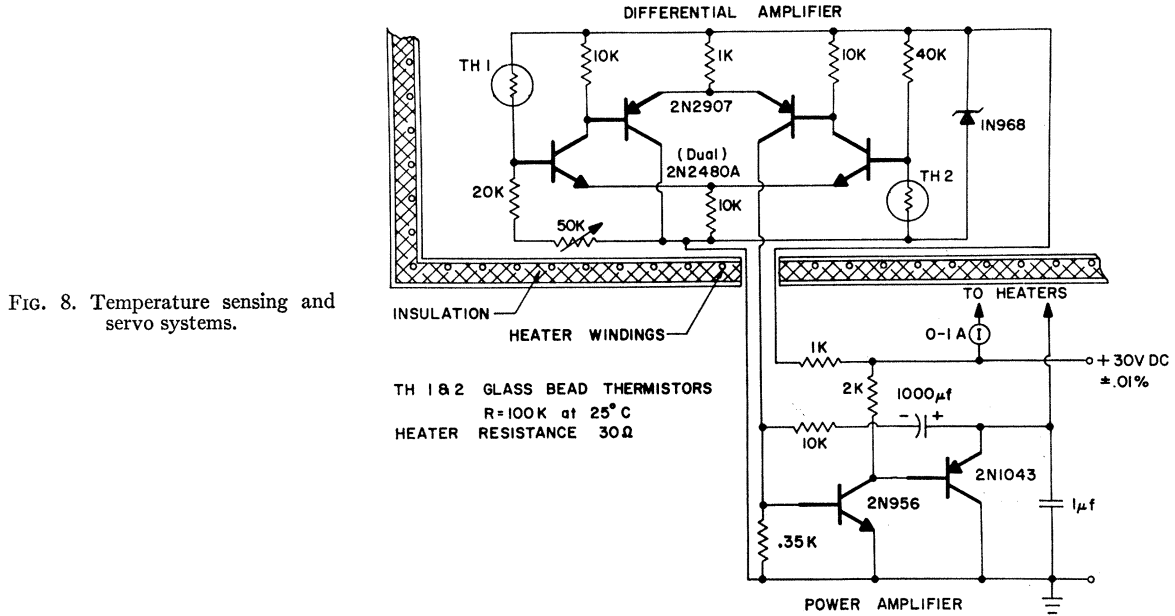 DIFFERENTIAL AMPLIFIER
TH 1
10K
1K
10K
40K
2N2907
1N968
(Dual)
2N2480A
20K
10K
TH 2
50K
INSULATION
HEATER WINDINGS
TO HEATERS
0-1 A I
FIG. 8. Temperature sensing and
servo systems.
1K
+ 30V DC
± .01%
2K
1000μf
TH 1 & 2 GLASS BEAD THERMISTORS
R = 100 K at 25° C
HEATER RESISTANCE 30Ω
- +
10K
2N1043
2N956
1μf
.35K
POWER AMPLIFIER